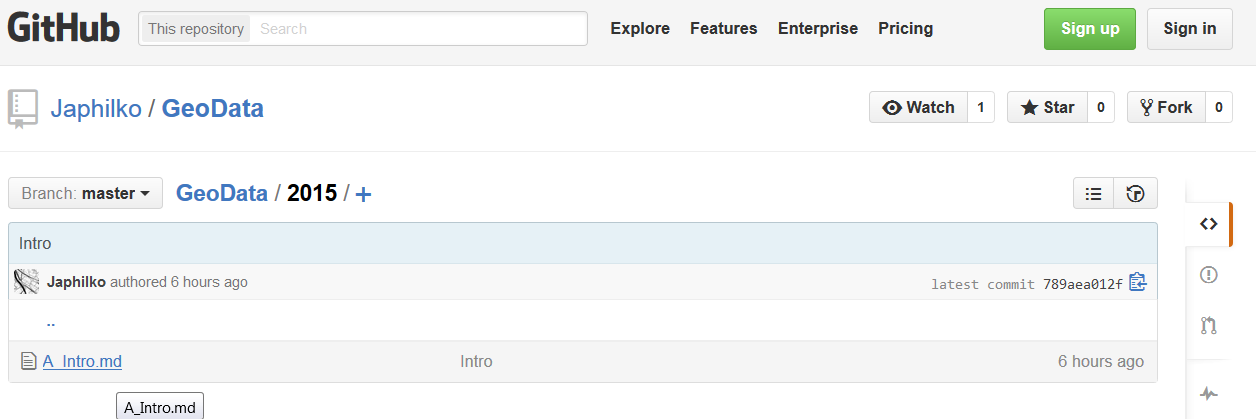 GitHub This repository Search Explore Features Enterprise Pricing Sign up Sign in
Japhilko / GeoData Watch 1 Star 0 Fork 0
Branch: master GeoData / 2015 / +
Intro
Japhilko authored 6 hours ago latest commit 789aea012f
..
A_Intro.md Intro 6 hours ago
A_Intro.md